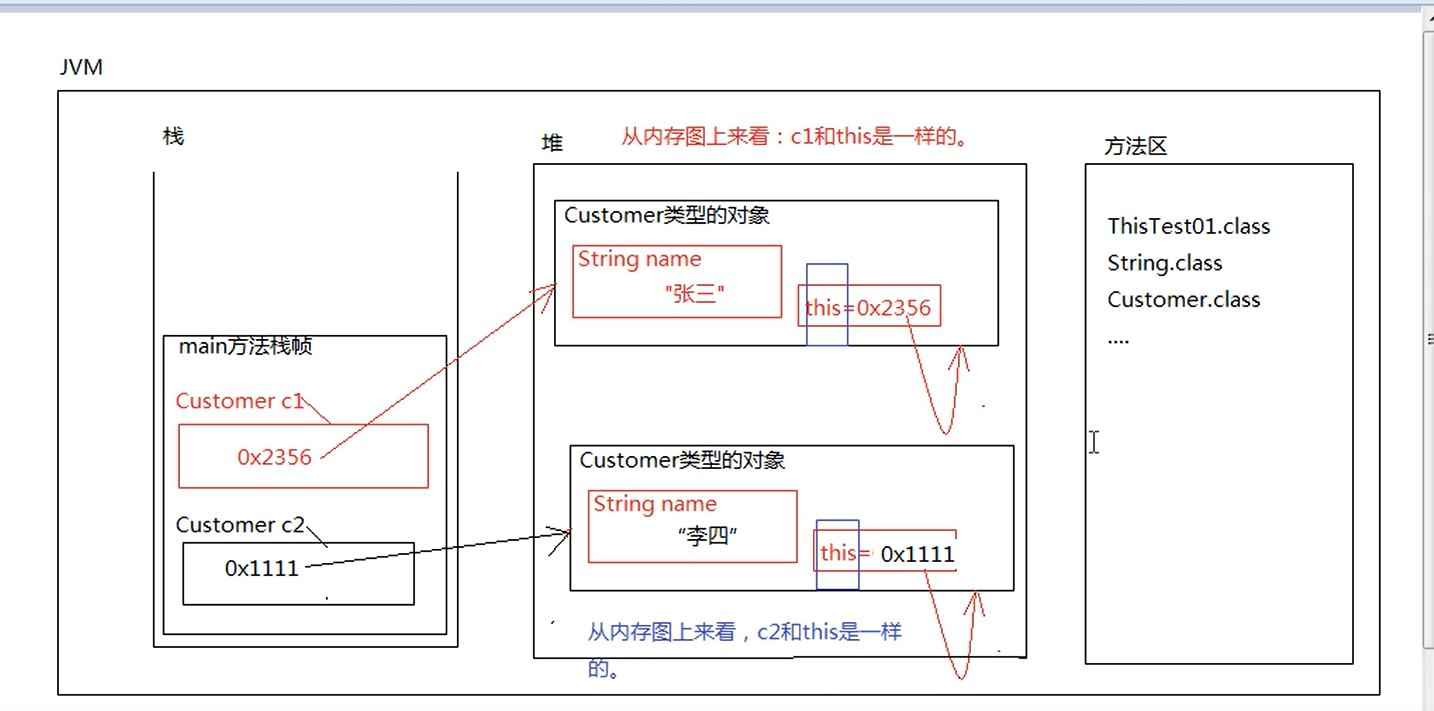 JVM
栈
main方法栈帧
Customer c1
0x2356
Customer c2
0x1111
堆
从内存图上来看：c1和this是一样的。
Customer类型的对象
String name
"张三"
this=0x2356
Customer类型的对象
String name
“李四”
this= 0x1111
从内存图上来看，c2和this是一样
的。
方法区
ThisTest01.class
String.class
Customer.class
....